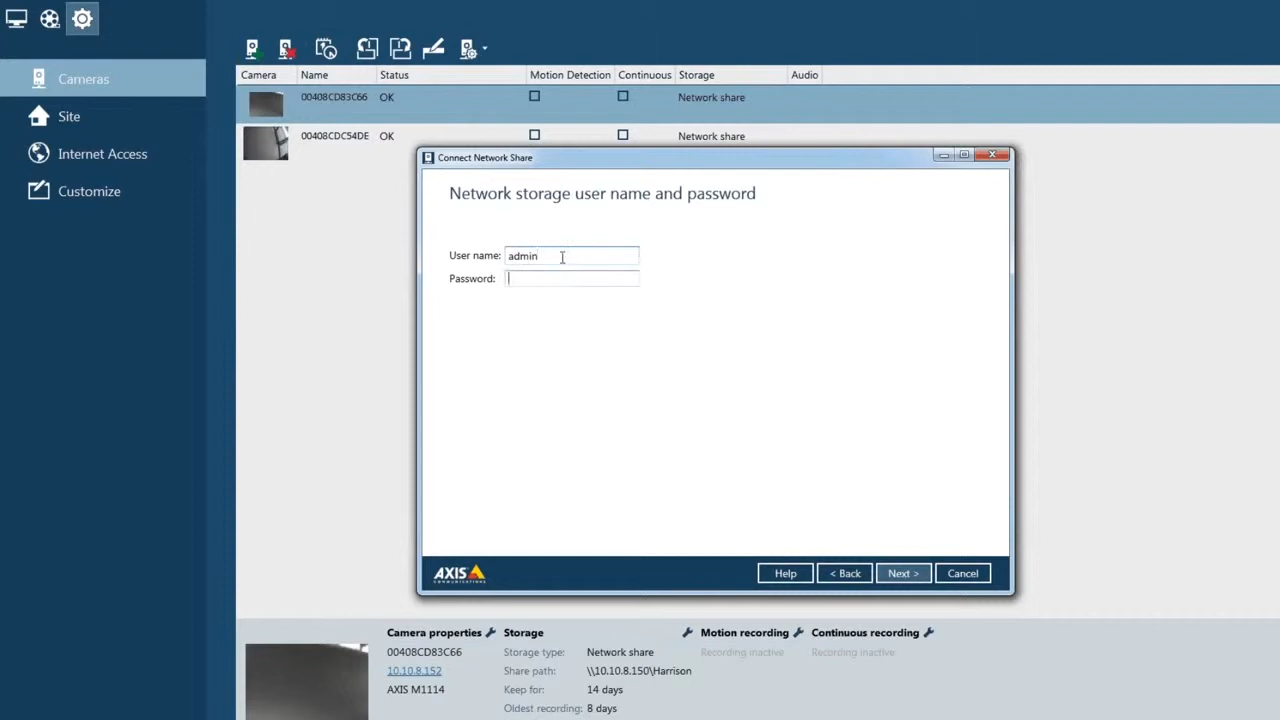 Cameras
Site
Internet Access
Customize
Camera Name Status Motion Detection Continuous Storage Audio
00408CD83C66 OK Network share
00408CDC54DE OK Network share
Connect Network Share
Network storage user name and password
User name: admin
Password:
AXIS
COMMUNICATIONS
Help < Back Next > Cancel
Camera properties Storage Motion recording Continuous recording
00408CD83C66 Storage type: Network share Recording inactive Recording inactive
10.10.8.152 Share path: \\10.10.8.150\Harrison
AXIS M1114 Keep for: 14 days
Oldest recording: 8 days